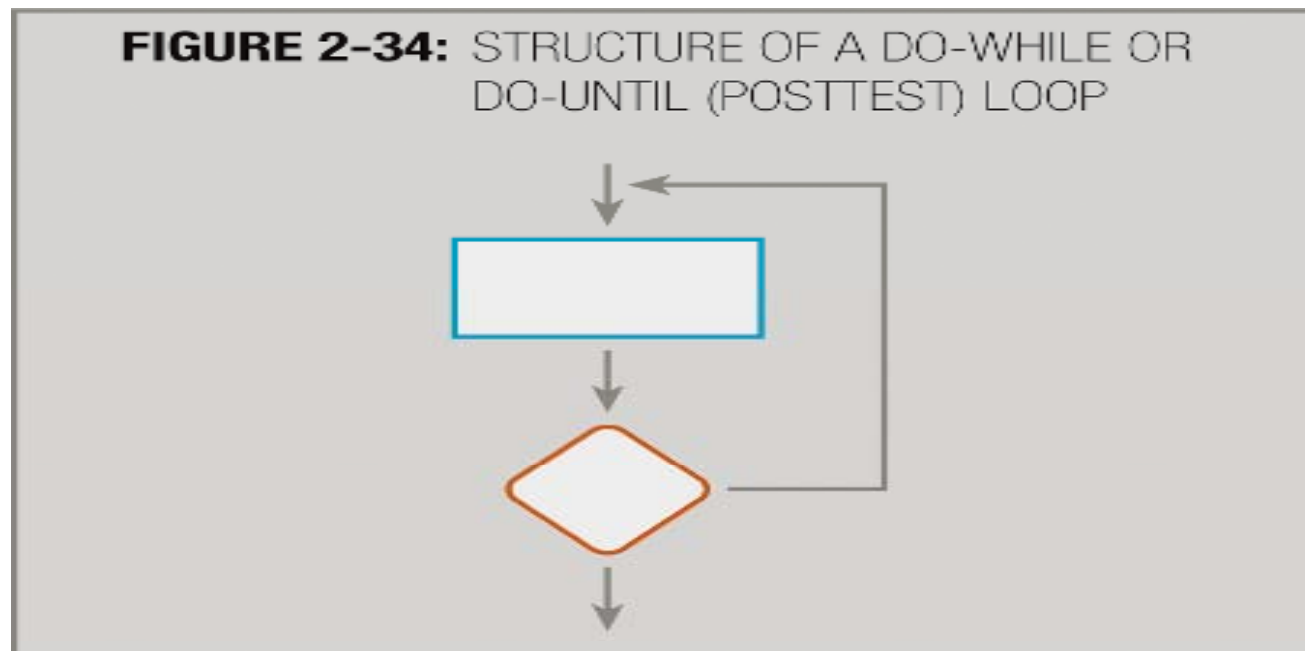 FIGURE 2-34: STRUCTURE OF A DO-WHILE OR
DO-UNTIL (POSTTEST) LOOP